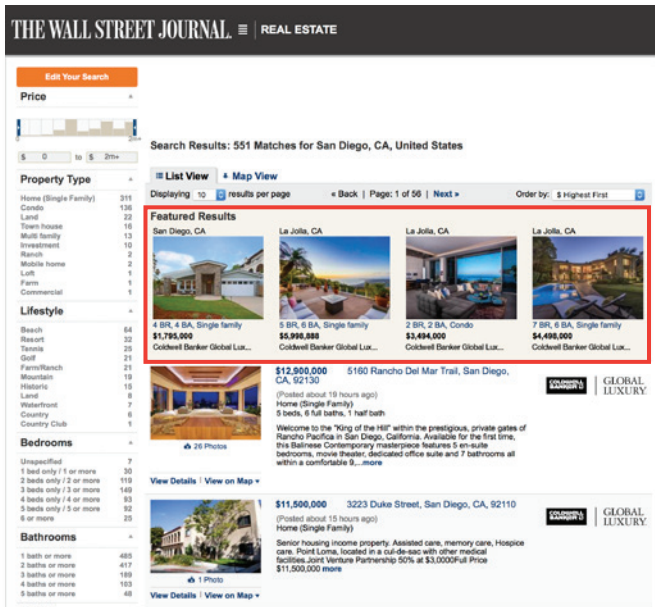 THE WALL STREET JOURNAL. REAL ESTATE
Edit Your Search
Price
0 2m+
$ 0 to $ 2m+
Property Type
Home (Single Family) 311
Condo 136
Land 22
Town house 16
Multi family 13
Investment 10
Ranch 2
Mobile home 2
Loft 1
Farm 1
Commercial 1
Lifestyle
Beach 64
Resort 32
Tennis 25
Golf 21
Farm/Ranch 21
Mountain 19
Historic 15
Land 8
Waterfront 7
Country 6
Country Club 1
Bedrooms
Unspecified 7
1 bed only / 1 or more 30
2 beds only / 2 or more 119
3 beds only / 3 or more 149
4 beds only / 4 or more 93
5 beds only / 5 or more 92
6 or more 25
Bathrooms
1 bath or more 485
2 baths or more 417
3 baths or more 189
4 baths or more 103
5 baths or more 48
Search Results: 551 Matches for San Diego, CA, United States
List View Map View
Displaying 10 results per page « Back | Page: 1 of 56 | Next » Order by: $ Highest First
Featured Results
San Diego, CA
4 BR, 4 BA, Single family
$1,795,000
Coldwell Banker Global Lux...
La Jolla, CA
5 BR, 6 BA, Single family
$5,998,888
Coldwell Banker Global Lux...
La Jolla, CA
2 BR, 2 BA, Condo
$3,494,000
Coldwell Banker Global Lux...
La Jolla, CA
7 BR, 6 BA, Single family
$4,498,000
Coldwell Banker Global Lux...
26 Photos
View Details | View on Map
$12,900,000 5160 Rancho Del Mar Trail, San Diego,
CA, 92130
(Posted about 19 hours ago)
Home (Single Family)
5 beds, 6 full baths, 1 half bath
Welcome to the "King of the Hill" within the prestigious, private gates of
Rancho Pacifica in San Diego, California. Available for the first time,
this Balinese Contemporary masterpiece features 5 en-suite
bedrooms, movie theater, dedicated office suite and 7 bathrooms all
within a comfortable 9,...more
COLDWELL BANKER GLOBAL LUXURY
1 Photo
View Details | View on Map
$11,500,000 3223 Duke Street, San Diego, CA, 92110
(Posted about 15 hours ago)
Home (Single Family)
Senior housing income property. Assisted care, memory care, Hospice
care. Point Loma, located in a cul-de-sac with other medical
facilities.Joint Venture Partnership 50% at $3,0000Full Price
$11,500,000 more
COLDWELL BANKER GLOBAL LUXURY